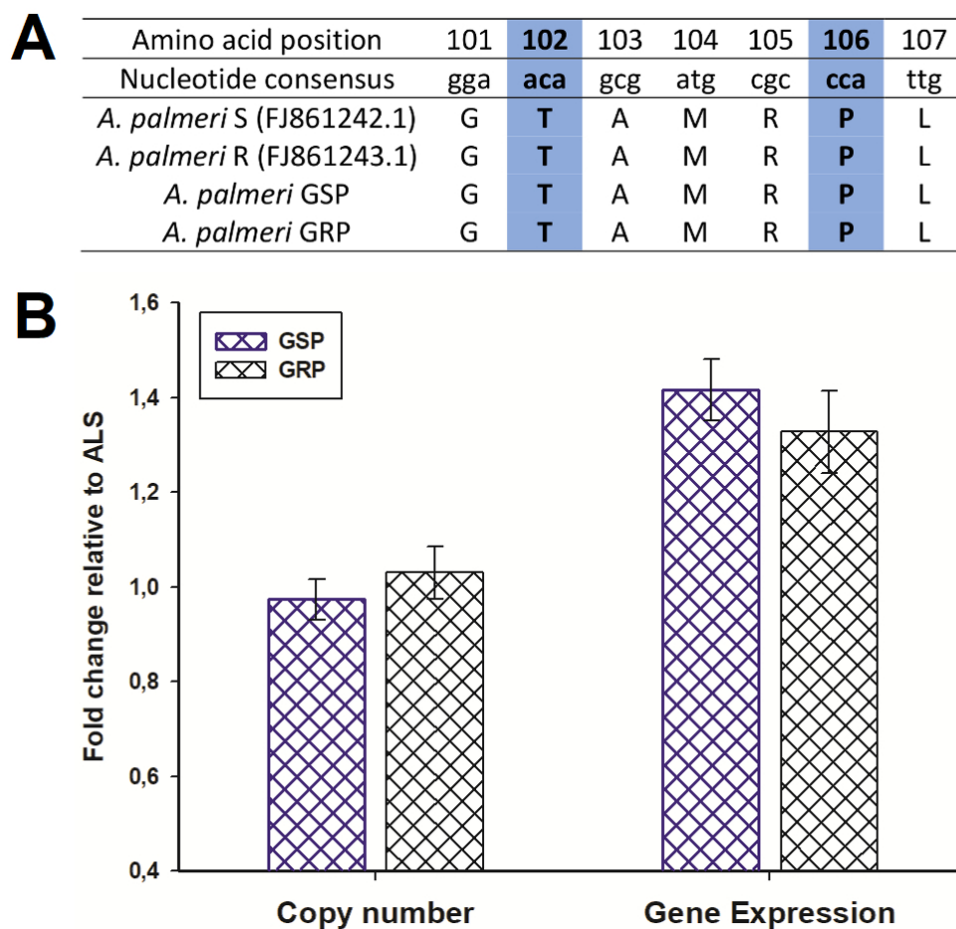 A
Amino acid position 101 102 103 104 105 106 107
Nucleotide consensus gga aca gcg atg cgc cca ttg
A. palmeri S (FJ861242.1) G T A M R P L
A. palmeri R (FJ861243.1) G T A M R P L
A. palmeri GSP G T A M R P L
A. palmeri GRP G T A M R P L
B
Fold change relative to ALS
1,6
1,4
1,2
1,0
0,8
0,6
0,4
GSP
GRP
Copy number
Gene Expression